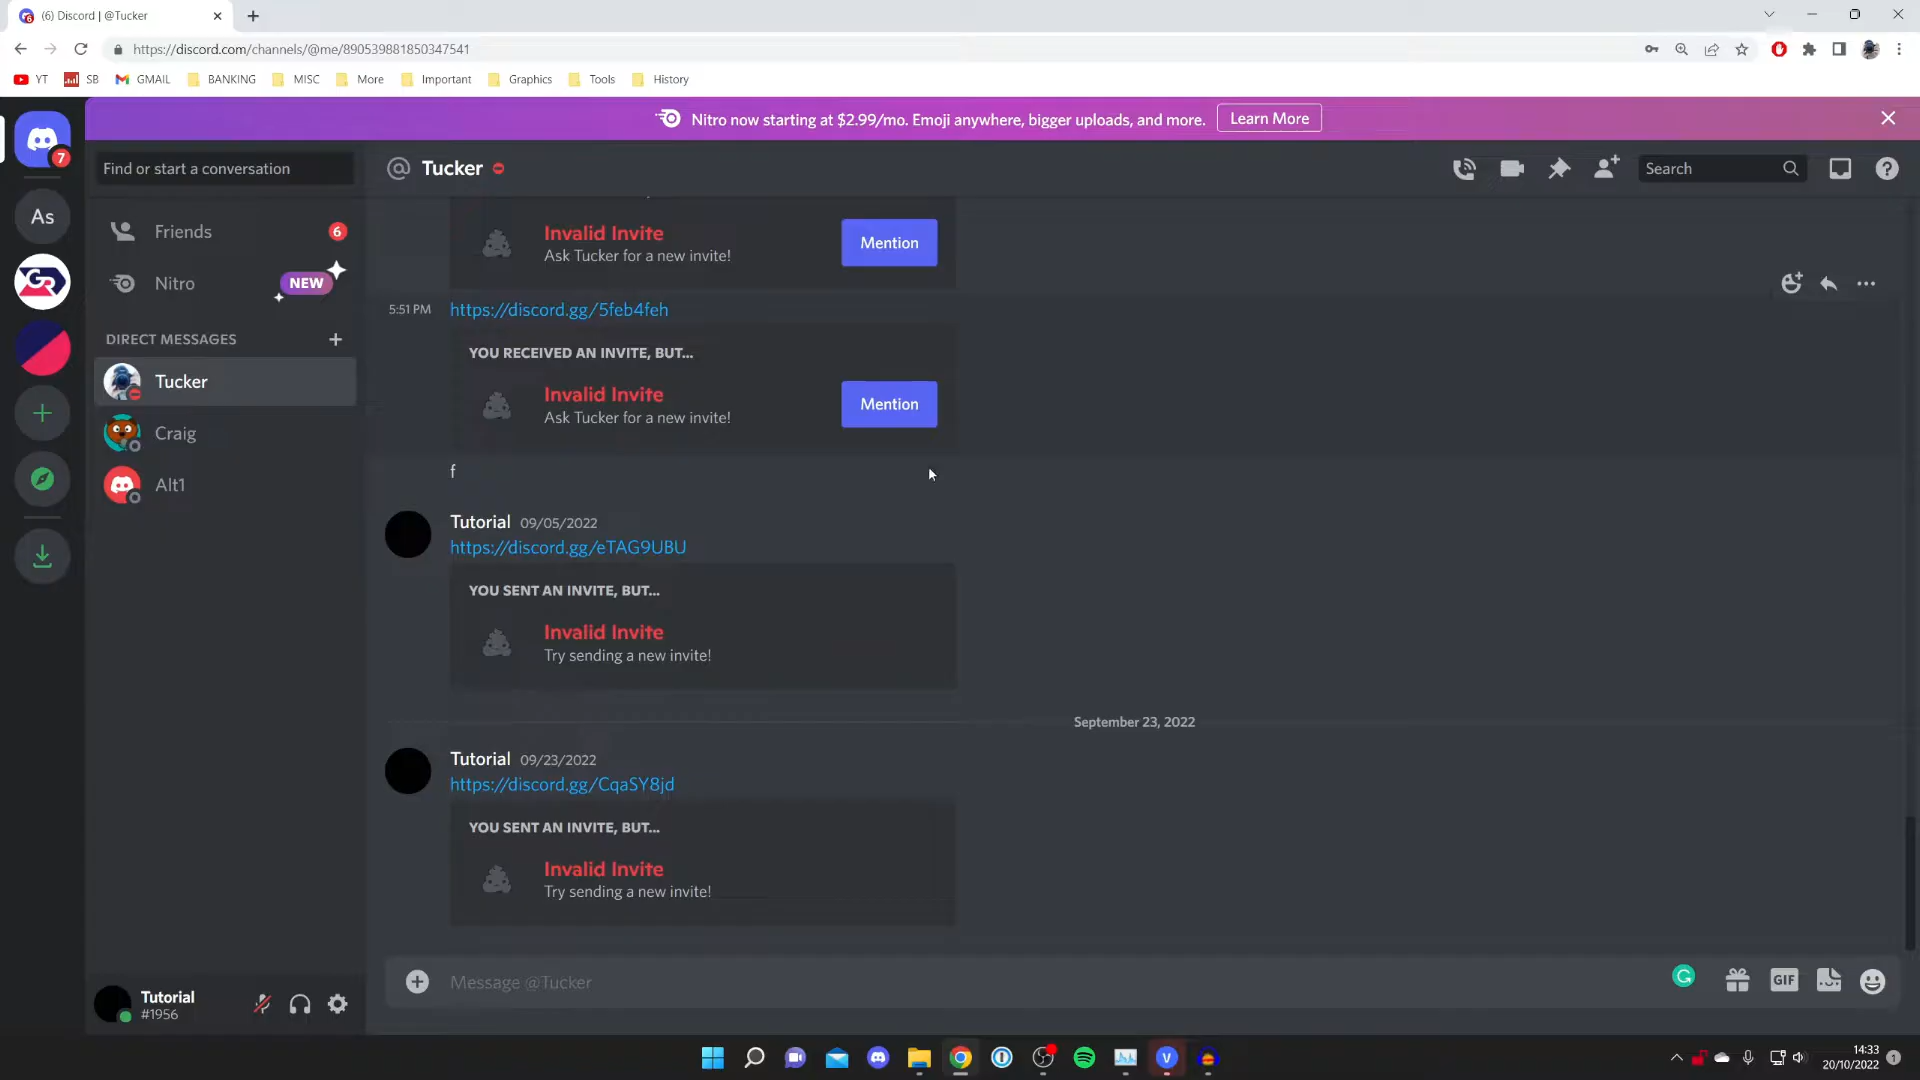 (6) Discord | @Tucker
https://discord.com/channels/@me/890539881850347541
YT SB GMAIL BANKING MISC More Important Graphics Tools History
Nitro now starting at $2.99/mo. Emoji anywhere, bigger uploads, and more. Learn More
7
Find or start a conversation
Tucker
Search
As
Friends 6
Nitro NEW
DIRECT MESSAGES
Tucker
Craig
Alt1
Invalid Invite
Ask Tucker for a new invite!
Mention
5:51 PM https://discord.gg/5feb4feh
YOU RECEIVED AN INVITE, BUT...
Invalid Invite
Ask Tucker for a new invite!
Mention
f
Tutorial 09/05/2022
https://discord.gg/eTAG9UBU
YOU SENT AN INVITE, BUT...
Invalid Invite
Try sending a new invite!
September 23, 2022
Tutorial 09/23/2022
https://discord.gg/CqaSY8jd
YOU SENT AN INVITE, BUT...
Invalid Invite
Try sending a new invite!
Message @Tucker
GIF
Tutorial
#1956
14:33
20/10/2022
1